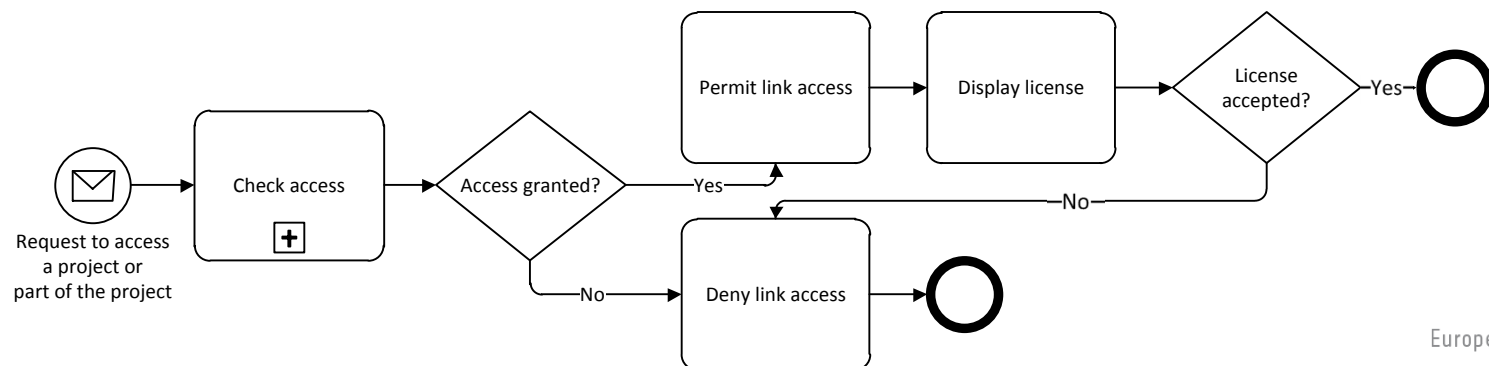 Permit link access
Display license
License
accepted?
Yes
Check access
Access granted?
Yes
Request to access
a project or
part of the project
No
No
Deny link access
Europe